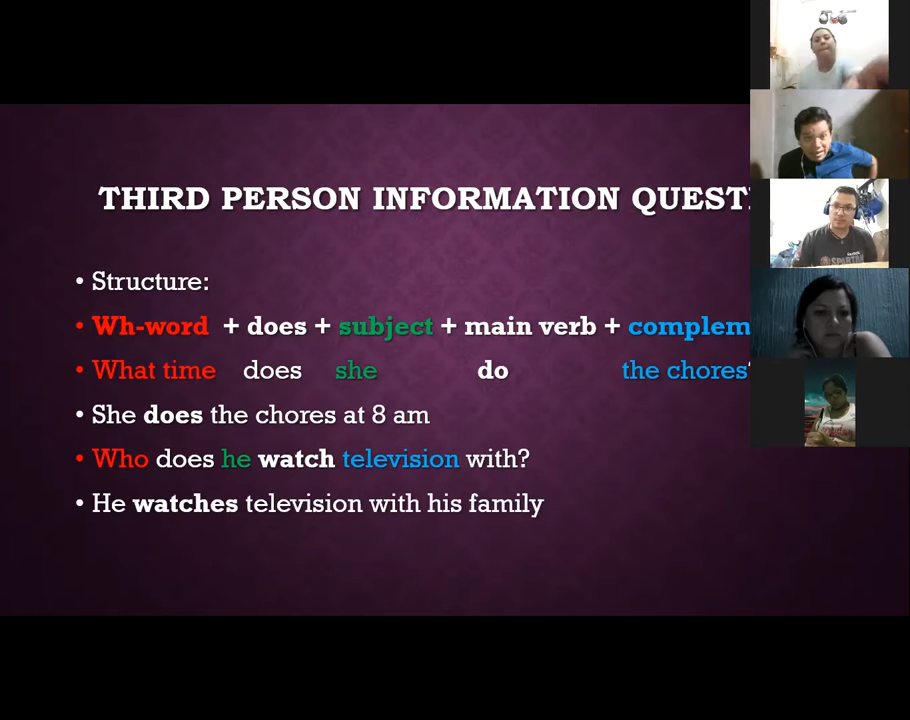 THIRD PERSON INFORMATION QUEST
• Structure:
• Wh-word + does + subject + main verb + complem
• What time does she do the chores?
• She does the chores at 8 am
• Who does he watch television with?
• He watches television with his family
SPARTA